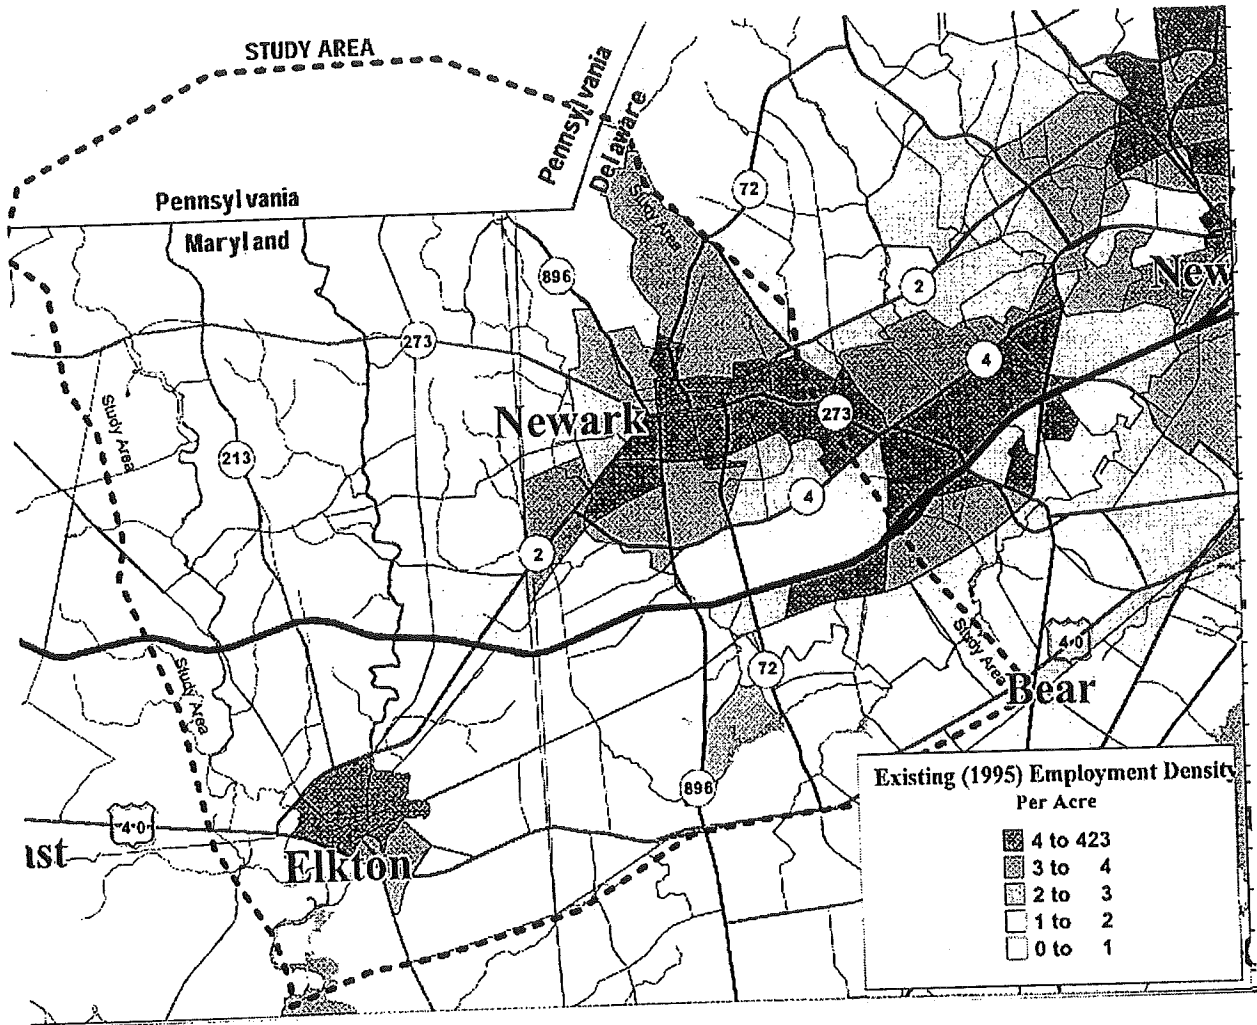 STUDY AREA
Pennsylvania
Delaware
Pennsylvania
Maryland
72
Study Area
896
2
New
273
4
273
Newark
Study Area
213
4
2
Study Area
40
Study Area
72
Bear
896
40
ast
Elkton
Existing (1995) Employment Density
Per Acre
4 to 423
3 to 4
2 to 3
1 to 2
0 to 1